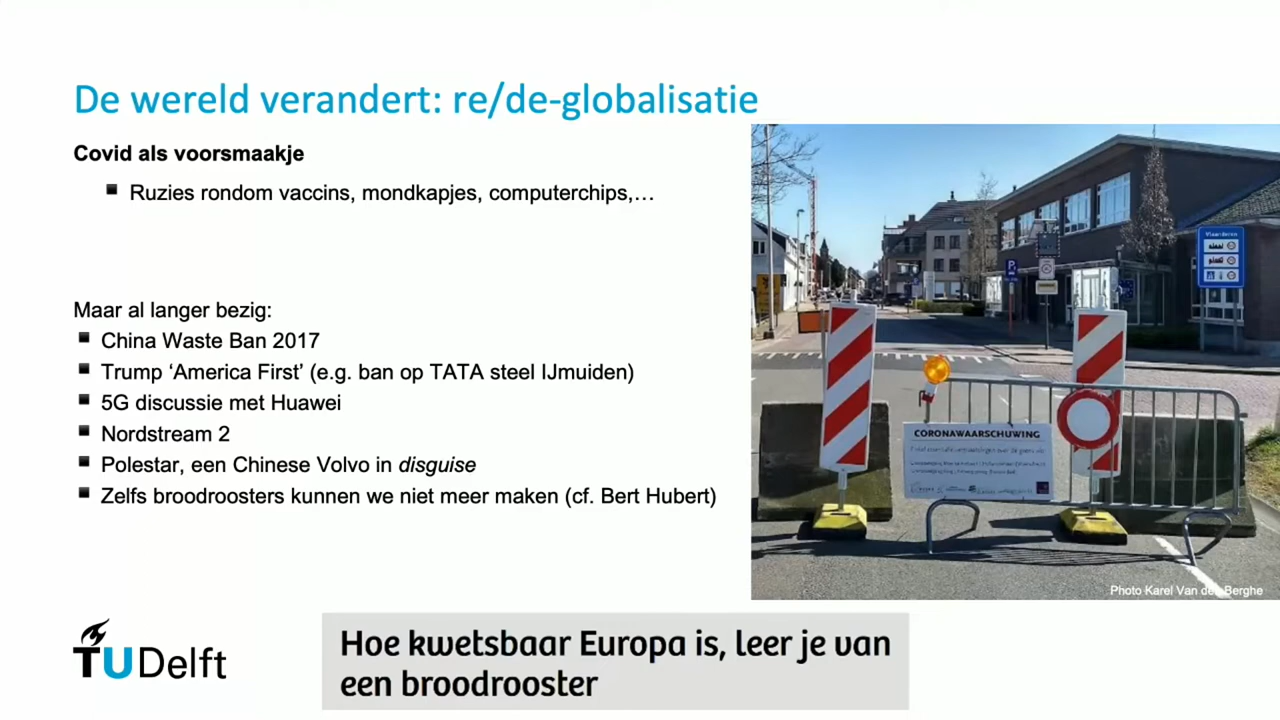 De wereld verandert: re/de-globalisatie
Covid als voorsmaakje
Ruzies rondom vaccins, mondkapjes, computerchips,…
Maar al langer bezig:
China Waste Ban 2017
Trump ‘America First’ (e.g. ban op TATA steel IJmuiden)
5G discussie met Huawei
Nordstream 2
Polestar, een Chinese Volvo in disguise
Zelfs broodroosters kunnen we niet meer maken (cf. Bert Hubert)
Vlaanderen
P
CORONAWAARSCHUWING
Photo Karel Van den Berghe
TU Delft
Hoe kwetsbaar Europa is, leer je van
een broodrooster